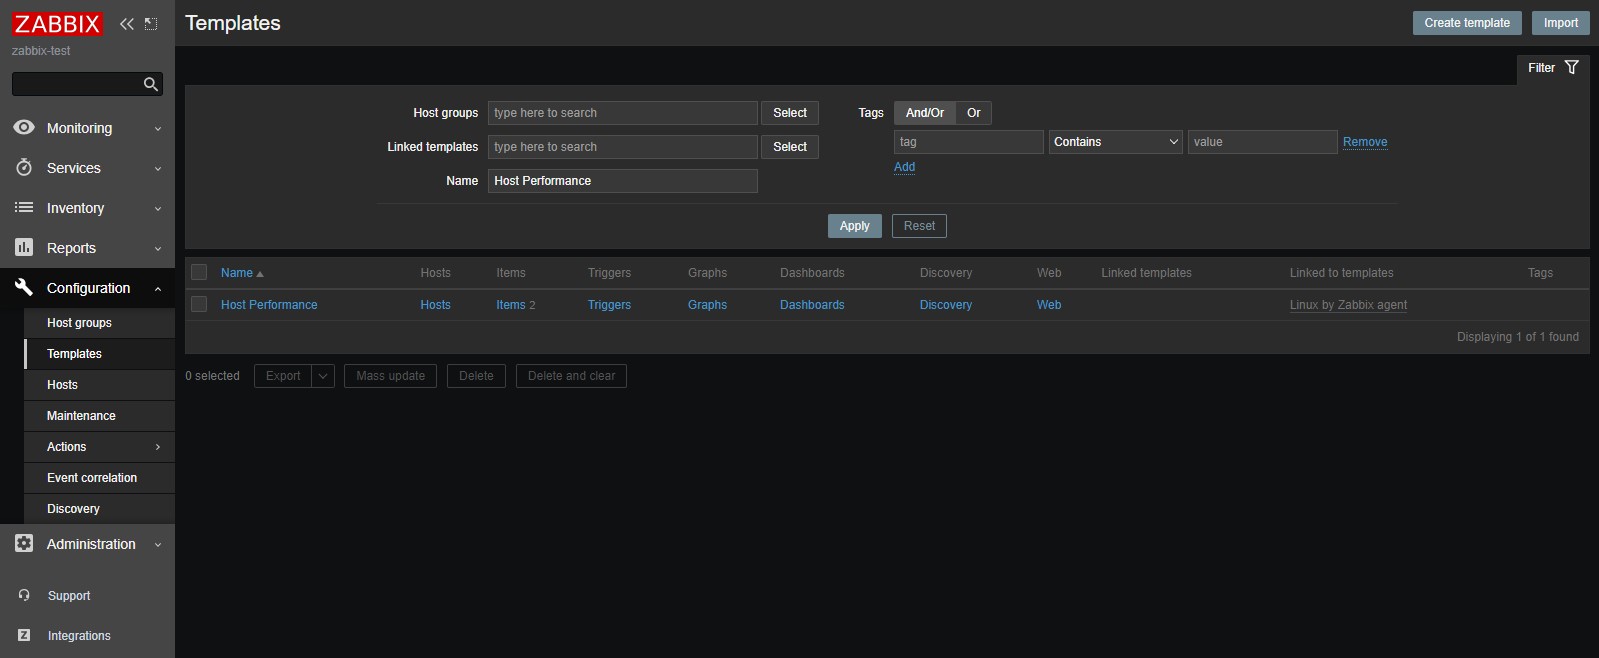 ZABBIX
zabbix-test
Monitoring
Services
Inventory
Reports
Configuration
Host groups
Templates
Hosts
Maintenance
Actions
Event correlation
Discovery
Administration
Support
Z Integrations
Templates
Create template Import
Filter
Host groups type here to search Select
Linked templates type here to search Select
Name Host Performance
Tags And/Or Or
tag Contains value Remove
Add
Apply Reset
Name Hosts Items Triggers Graphs Dashboards Discovery Web Linked templates Linked to templates Tags
Host Performance Hosts Items 2 Triggers Graphs Dashboards Discovery Web Linux by Zabbix agent
Displaying 1 of 1 found
0 selected Export Mass update Delete Delete and clear